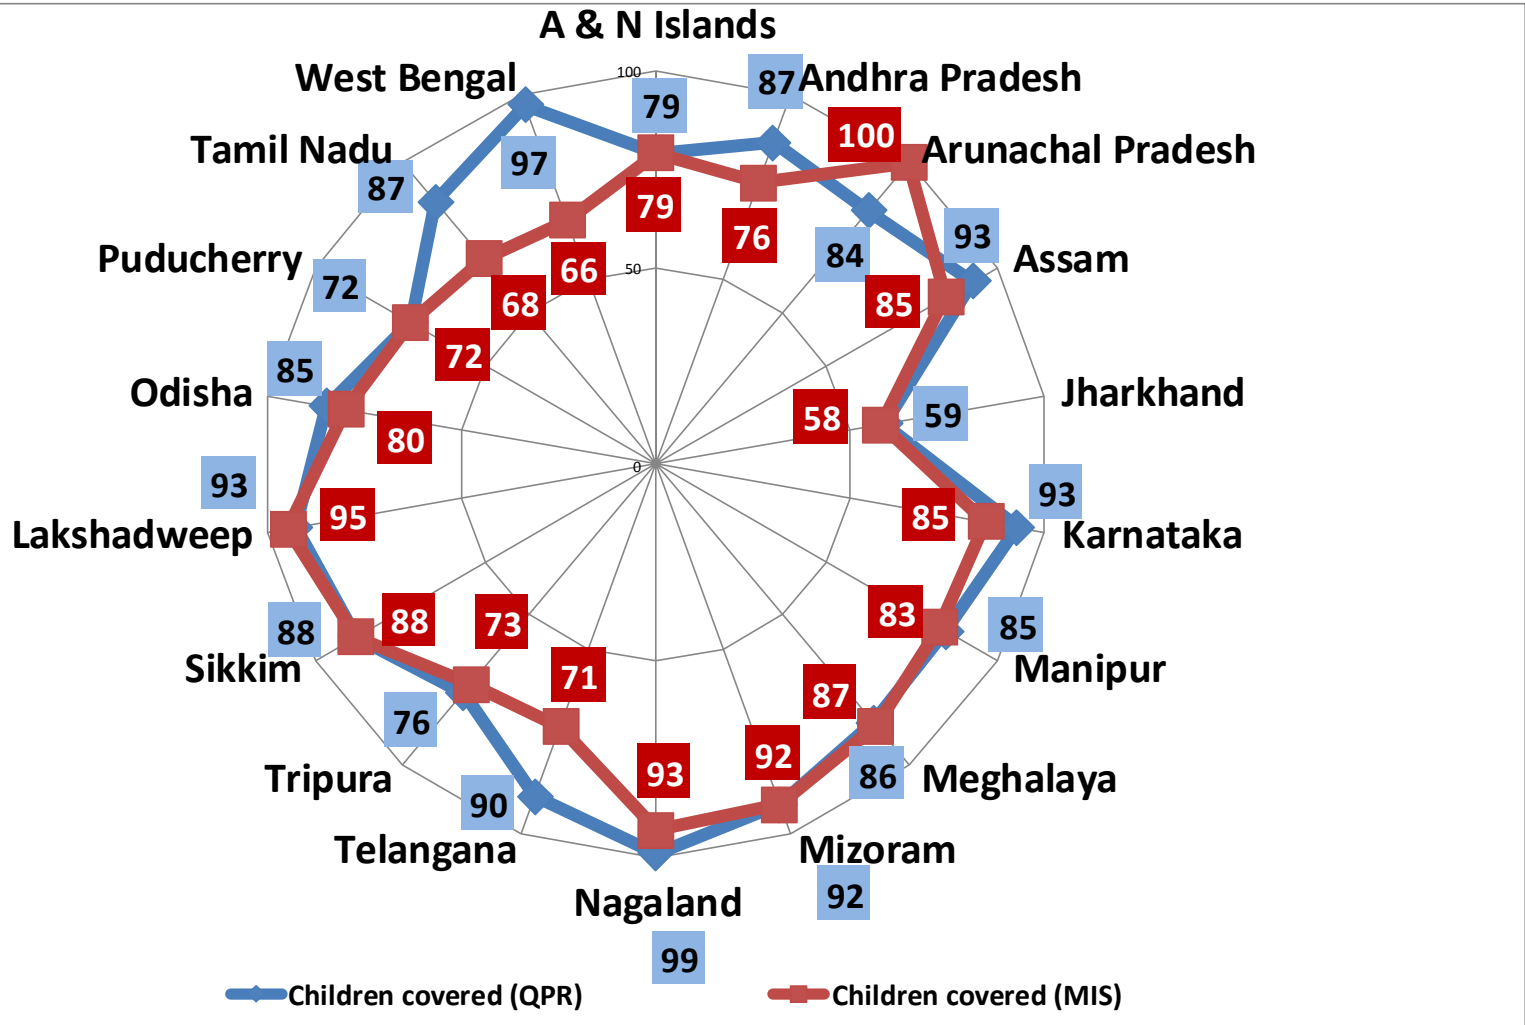 A & N Islands
West Bengal
100
87
Andhra Pradesh
79
100
Tamil Nadu
97
Arunachal Pradesh
87
79
76
84
93
Puducherry
72
66
50
Assam
68
85
72
85
Odisha
80
58
59
Jharkhand
0
93
95
85
93
Lakshadweep
Karnataka
88
88
73
83
85
Sikkim
71
87
Manipur
76
93
92
86
Tripura
Meghalaya
90
Telangana
Mizoram
Nagaland
92
99
Children covered (QPR)
Children covered (MIS)